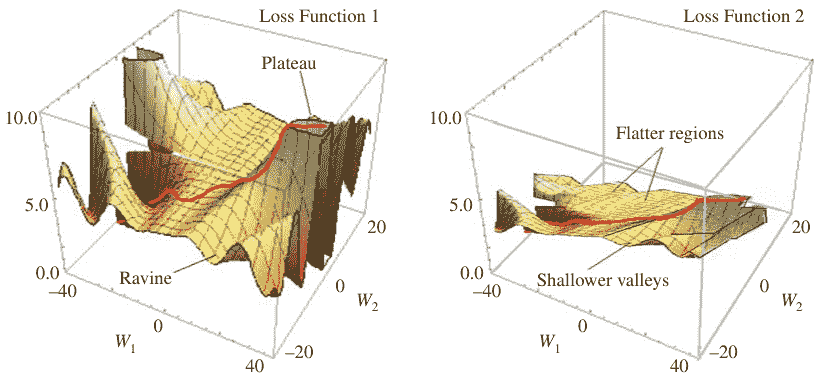 Loss Function 1
Plateau
10.0
5.0
0.0
–40
Ravine
0
W1
40
–20
0
W2
20
Loss Function 2
Flatter regions
10.0
5.0
0.0
–40
Shallower valleys
0
W1
40
–20
0
W2
20